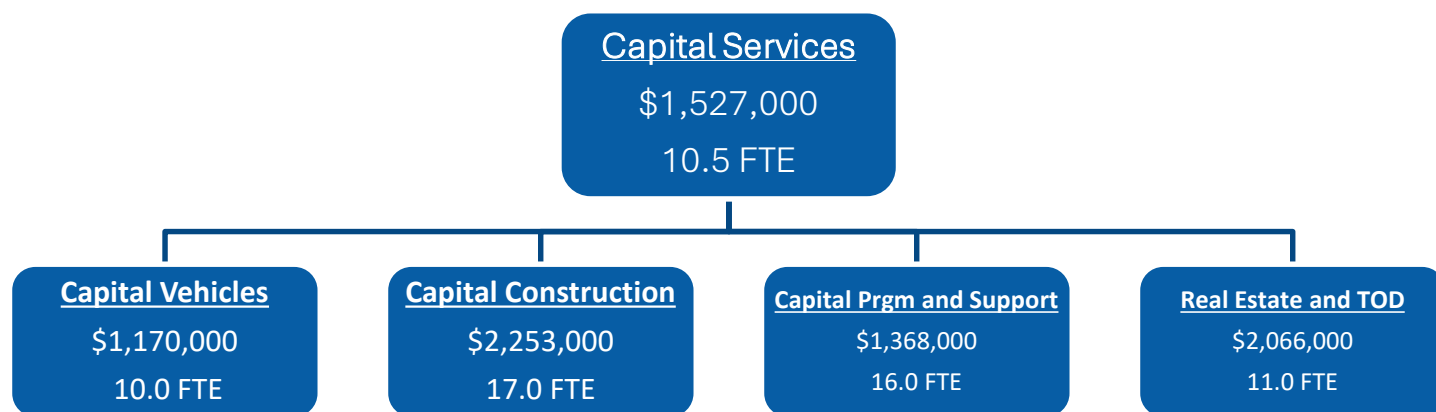 Capital Services
$1,527,000
10.5 FTE
Capital Vehicles
$1,170,000
10.0 FTE
Capital Construction
$2,253,000
17.0 FTE
Capital Prgm and Support
$1,368,000
16.0 FTE
Real Estate and TOD
$2,066,000
11.0 FTE